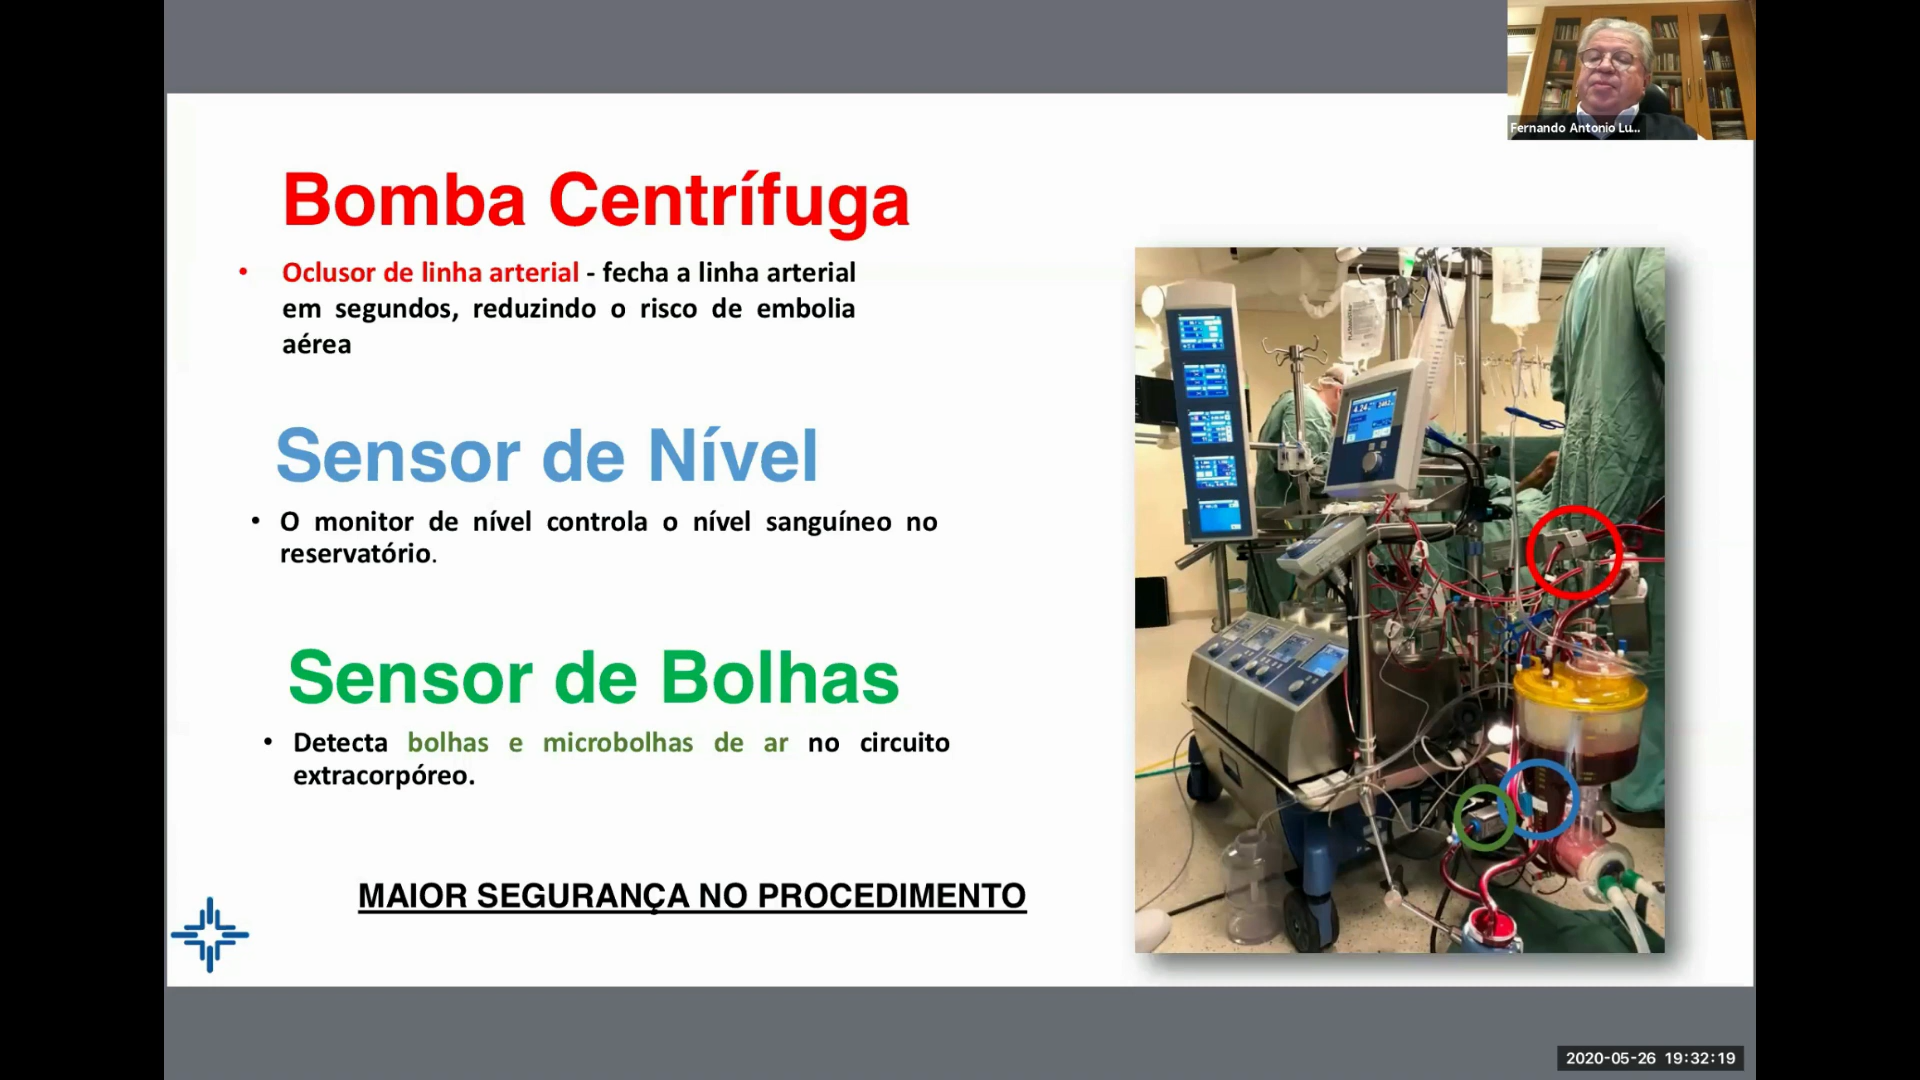 Fernando Antonio Lu...
Bomba Centrífuga
• Oclusor de linha arterial - fecha a linha arterial
em segundos, reduzindo o risco de embolia
aérea
Sensor de Nível
• O monitor de nível controla o nível sanguíneo no
reservatório.
Sensor de Bolhas
• Detecta bolhas e microbolhas de ar no circuito
extracorpóreo.
MAIOR SEGURANÇA NO PROCEDIMENTO
2020-05-26 19:32:19